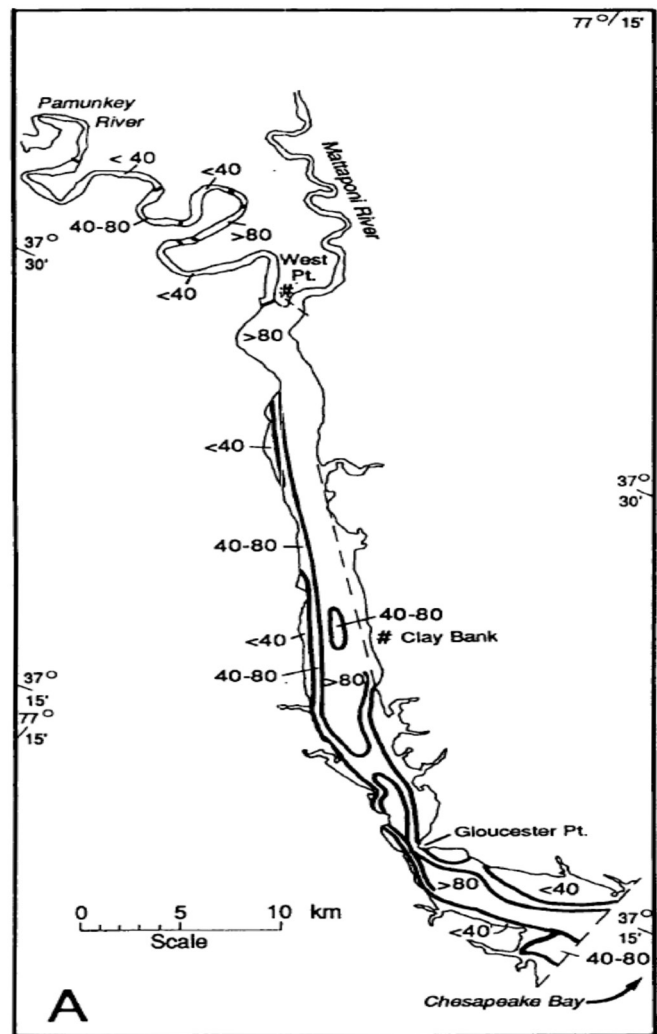 77° 15'
Pamunkey
River
Mattaponi River
<40
<40
40-80
>80
37°
30'
West
Pt.
#
<40
>80
<40
37°
30'
40-80
40-80
# Clay Bank
<40
40-80
>80
37°
15'
77°
15'
Gloucester Pt.
>80
<40
0 5 10 km
Scale
<40
37°
15'
40-80
Chesapeake Bay
A